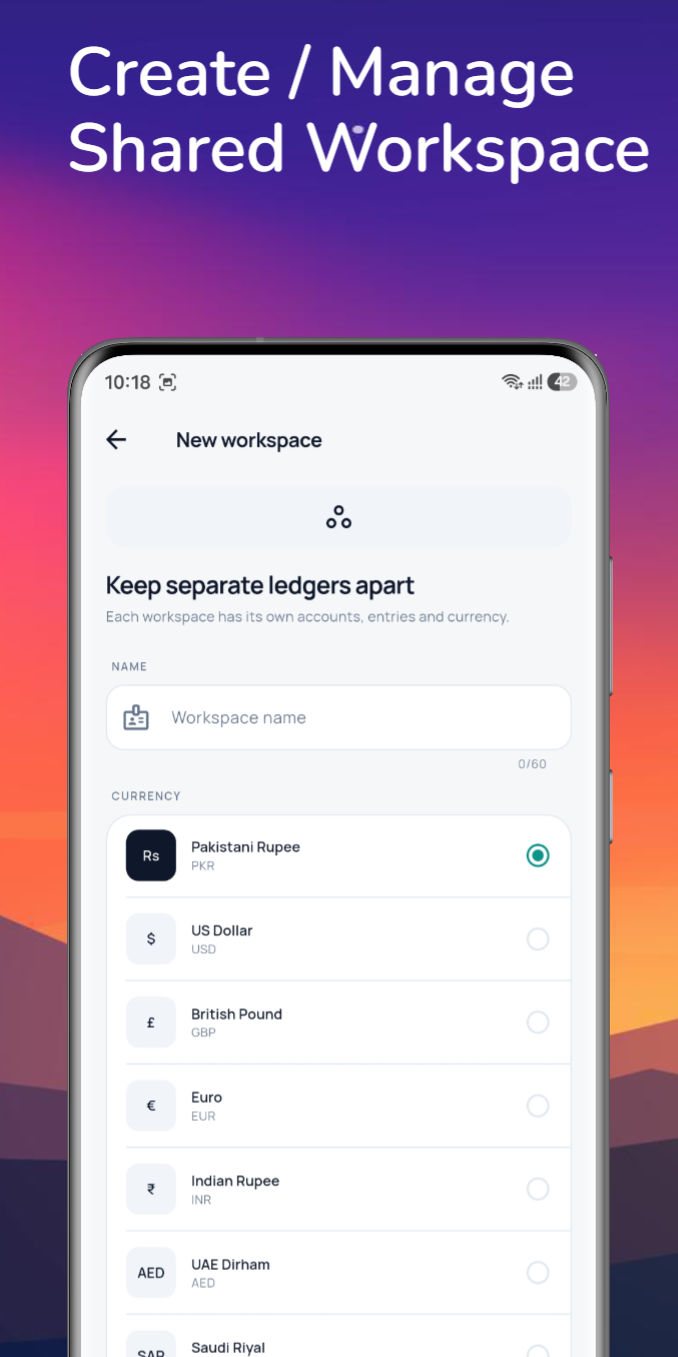 Create / Manage
Shared Workspace
10:18
42
New workspace
Keep separate ledgers apart
Each workspace has its own accounts, entries and currency.
NAME
Workspace name
0/60
CURRENCY
Rs
Pakistani Rupee
PKR
$
US Dollar
USD
£
British Pound
GBP
€
Euro
EUR
₹
Indian Rupee
INR
AED
UAE Dirham
AED
SAR
Saudi Riyal